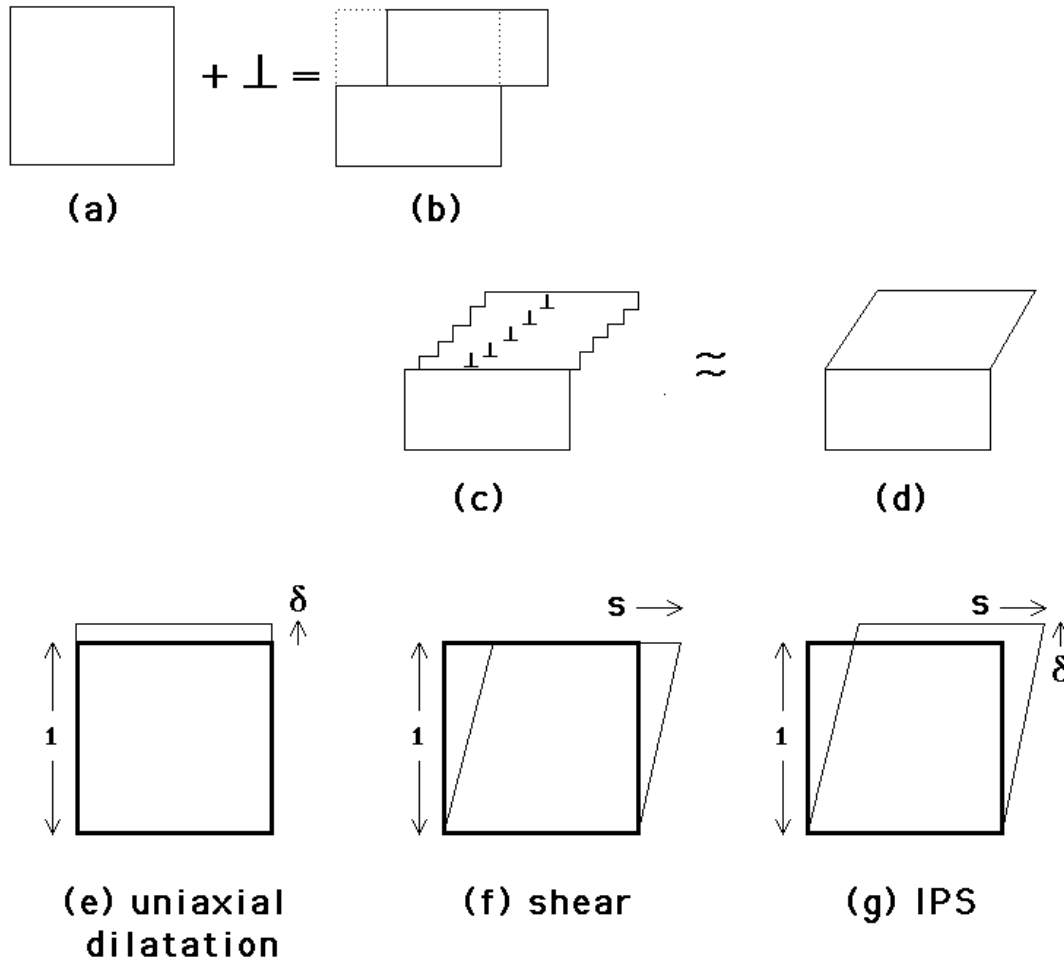 + ⊥ =
(a)
(b)
⊥
⊥
⊥
⊥
⊥
≈
(c)
(d)
δ
1
s
1
s
δ
1
(e) uniaxial
dilatation
(f) shear
(g) IPS